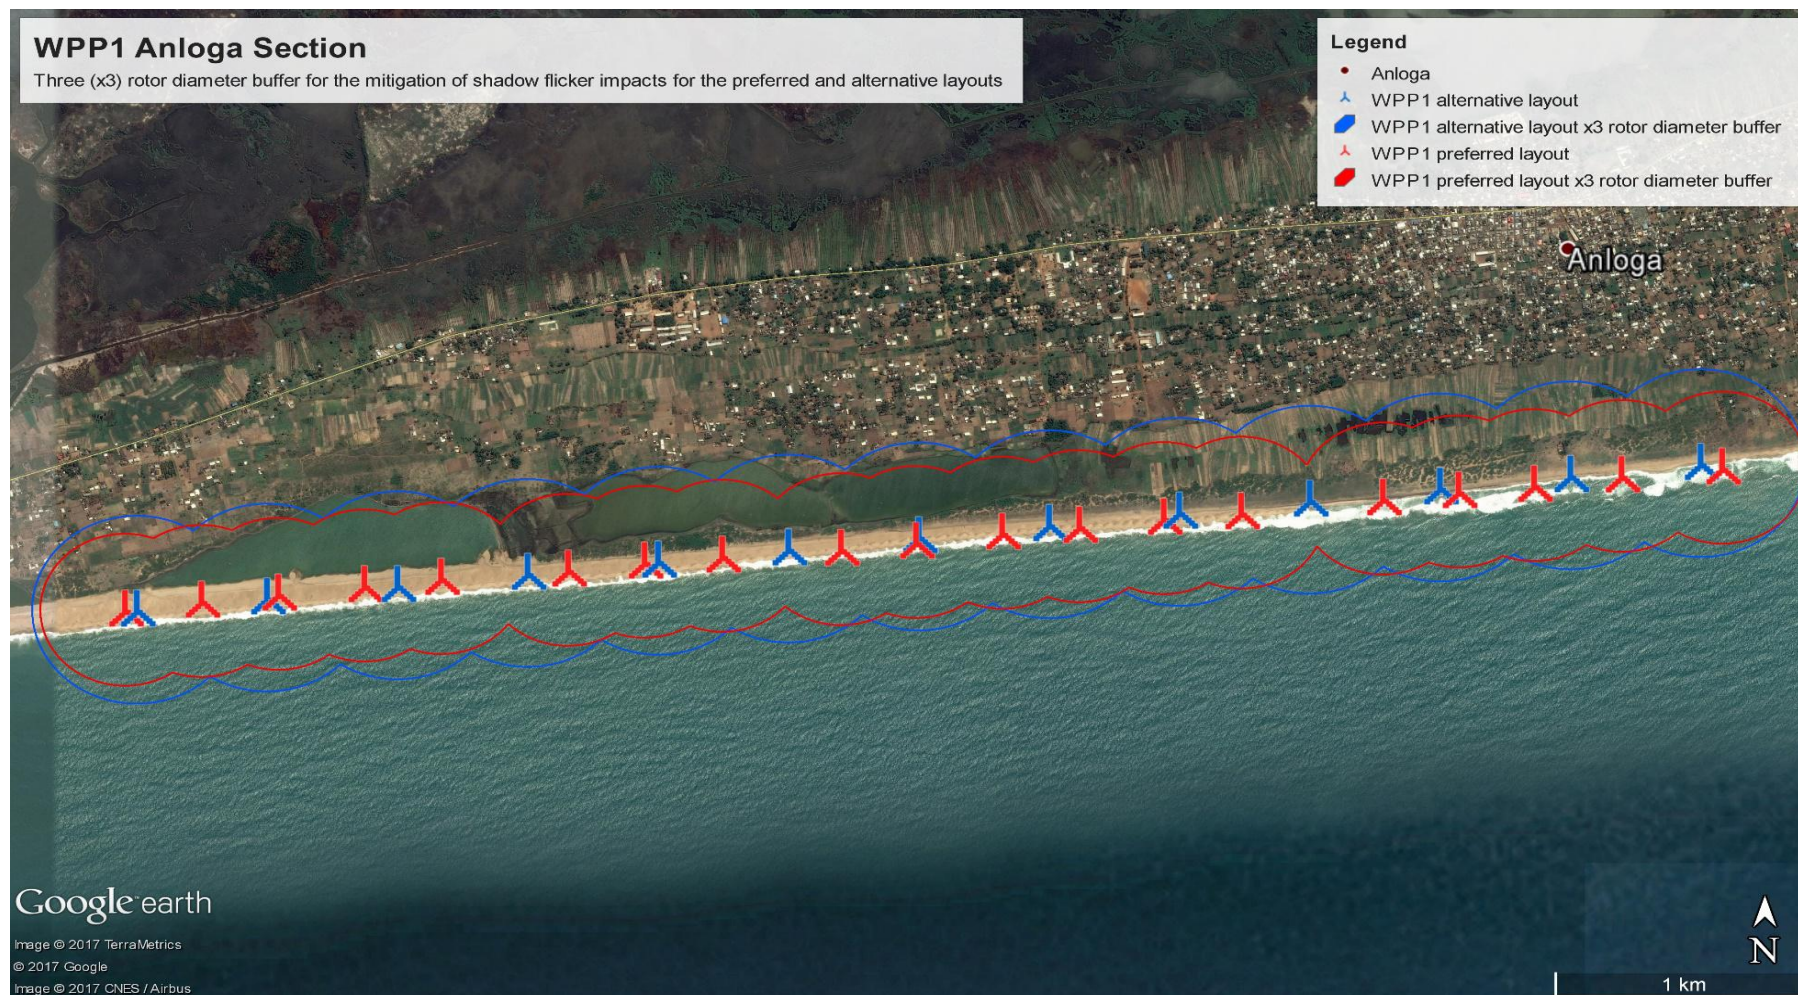 WPP1 Anloga Section
Three (x3) rotor diameter buffer for the mitigation of shadow flicker impacts for the preferred and alternative layouts
Legend
Anloga
WPP1 alternative layout
WPP1 alternative layout x3 rotor diameter buffer
WPP1 preferred layout
WPP1 preferred layout x3 rotor diameter buffer
Anloga
Google earth
Image © 2017 TerraMetrics
© 2017 Google
Image © 2017 CNES / Airbus
N
1 km